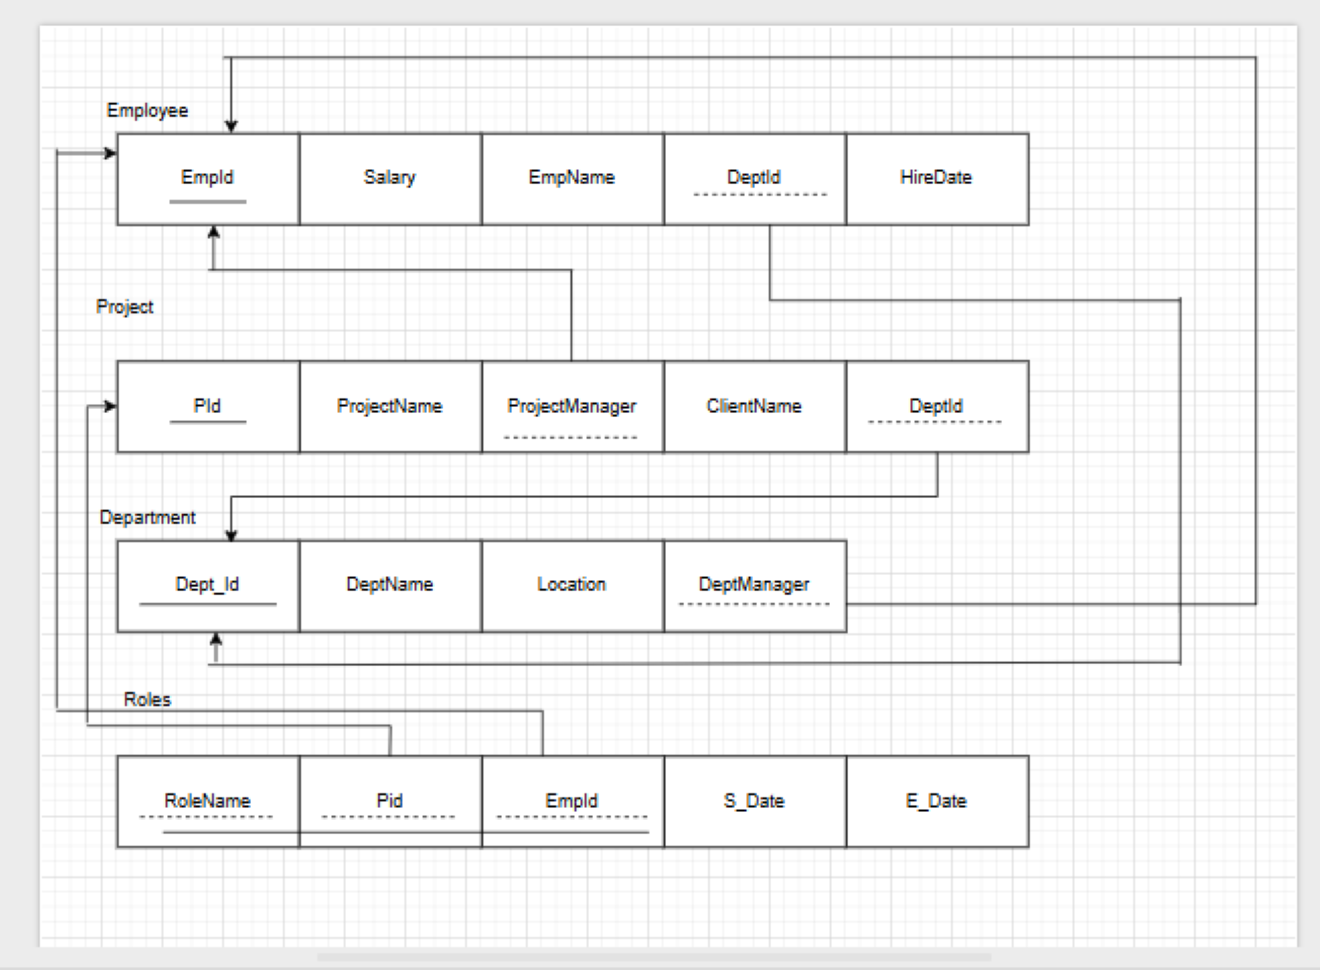 Employee
EmpId Salary EmpName DeptId HireDate
Project
PId ProjectName ProjectManager ClientName DeptId
Department
Dept_Id DeptName Location DeptManager
Roles
RoleName Pid EmpId S_Date E_Date